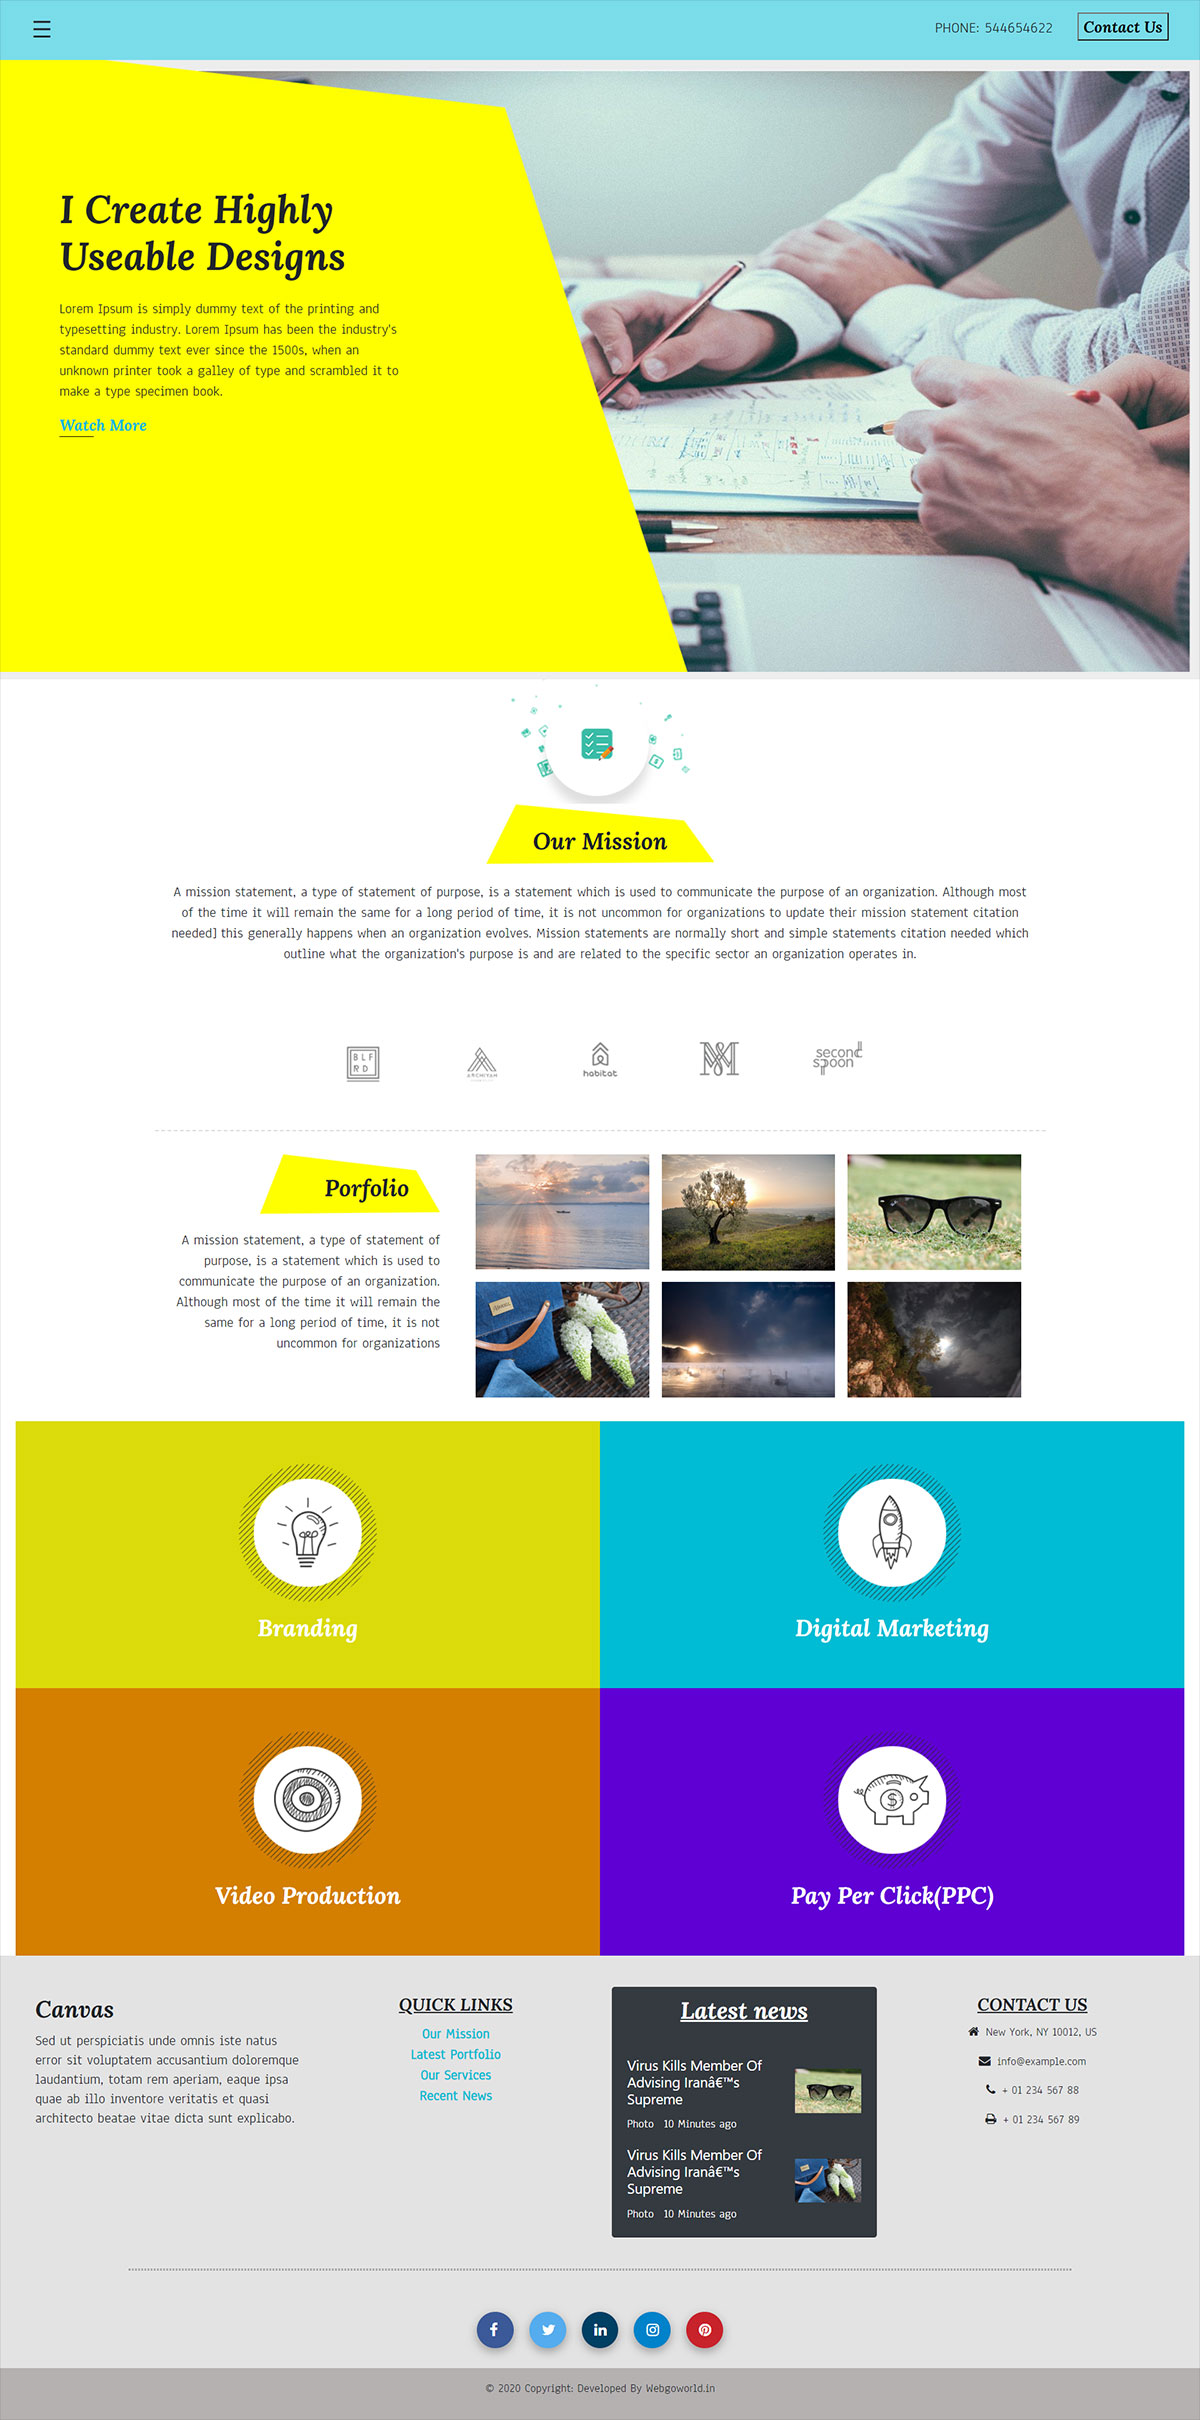 PHONE: 544654622
Contact Us
I Create Highly
Useable Designs
Lorem Ipsum is simply dummy text of the printing and
typesetting industry. Lorem Ipsum has been the industry's
standard dummy text ever since the 1500s, when an
unknown printer took a galley of type and scrambled it to
make a type specimen book.
Watch More
Our Mission
A mission statement, a type of statement of purpose, is a statement which is used to communicate the purpose of an organization. Although most
of the time it will remain the same for a long period of time, it is not uncommon for organizations to update their mission statement citation
needed] this generally happens when an organization evolves. Mission statements are normally short and simple statements citation needed which
outline what the organization's purpose is and are related to the specific sector an organization operates in.
BLF
RD
ARCHIYAM
habitat
M
second
spoon
Porfolio
A mission statement, a type of statement of
purpose, is a statement which is used to
communicate the purpose of an organization.
Although most of the time it will remain the
same for a long period of time, it is not
uncommon for organizations
Branding
Digital Marketing
Video Production
Pay Per Click(PPC)
Canvas
Sed ut perspiciatis unde omnis iste natus
error sit voluptatem accusantium doloremque
laudantium, totam rem aperiam, eaque ipsa
quae ab illo inventore veritatis et quasi
architecto beatae vitae dicta sunt explicabo.
QUICK LINKS
Our Mission
Latest Portfolio
Our Services
Recent News
Latest news
Virus Kills Member Of
Advising Iranâ€™s
Supreme
Photo 10 Minutes ago
Virus Kills Member Of
Advising Iranâ€™s
Supreme
Photo 10 Minutes ago
CONTACT US
New York, NY 10012, US
info@example.com
+ 01 234 567 88
+ 01 234 567 89
© 2020 Copyright: Developed By Webgoworld.in